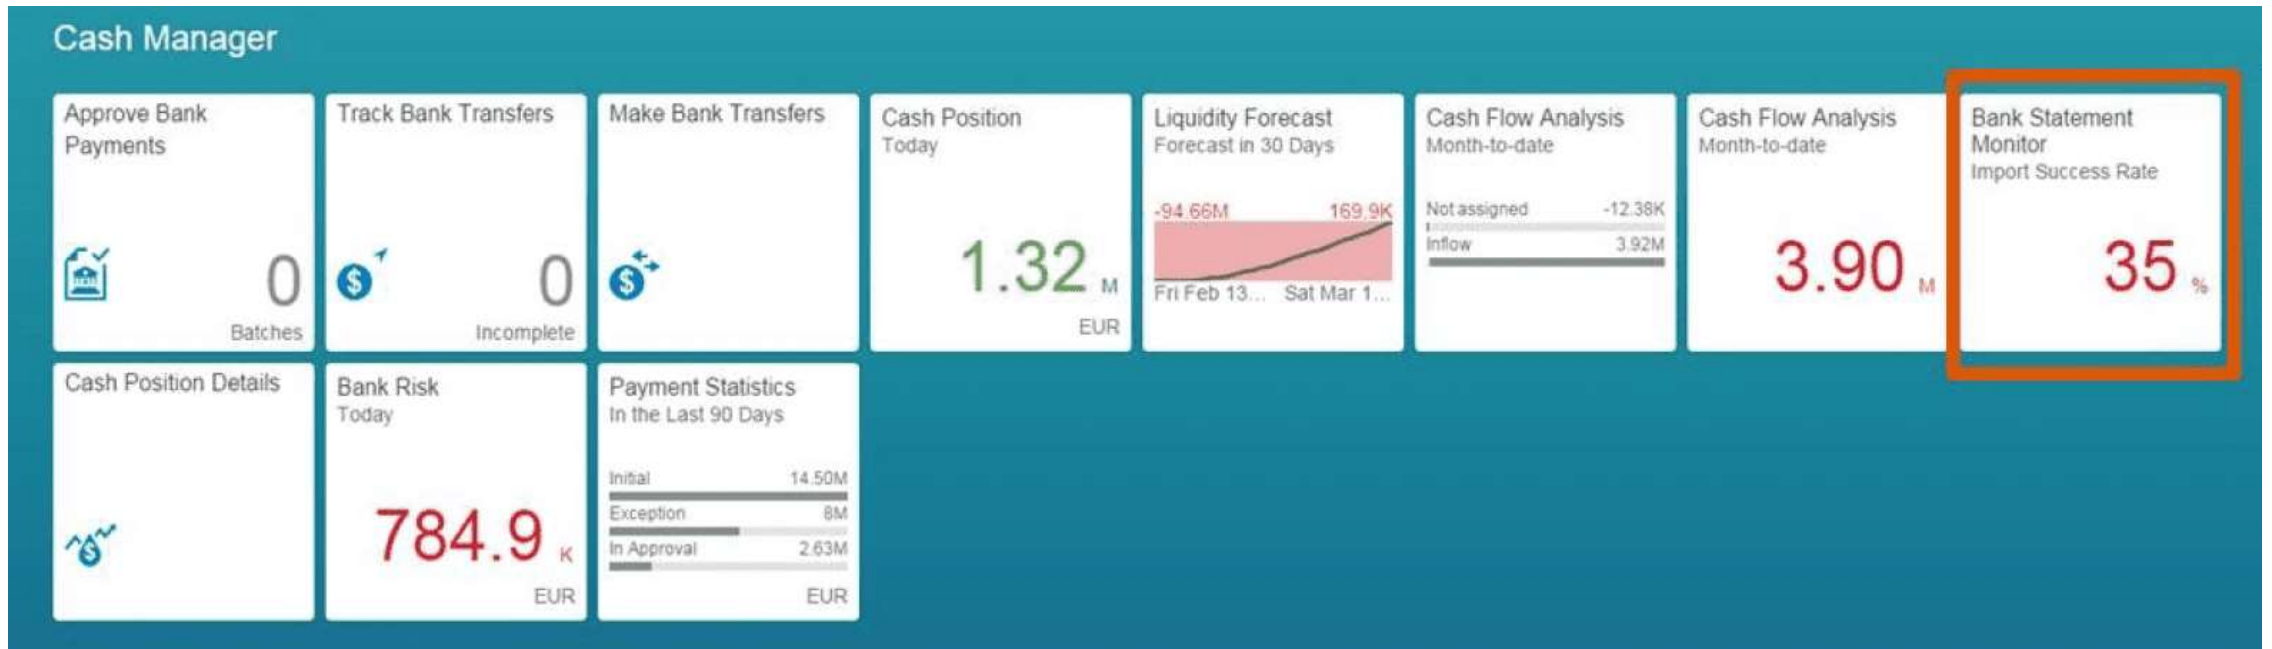 Cash Manager
Approve Bank
Payments
0
Batches
Track Bank Transfers
0
Incomplete
Make Bank Transfers
Cash Position
Today
1.32 M
EUR
Liquidity Forecast
Forecast in 30 Days
-94.66M 169.9K
Fri Feb 13... Sat Mar 1...
Cash Flow Analysis
Month-to-date
Not assigned -12.38K
Inflow 3.92M
Cash Flow Analysis
Month-to-date
3.90 M
Bank Statement
Monitor
Import Success Rate
35 %
Cash Position Details
Bank Risk
Today
784.9 K
EUR
Payment Statistics
In the Last 90 Days
Initial 14.50M
Exception 8M
In Approval 2.63M
EUR